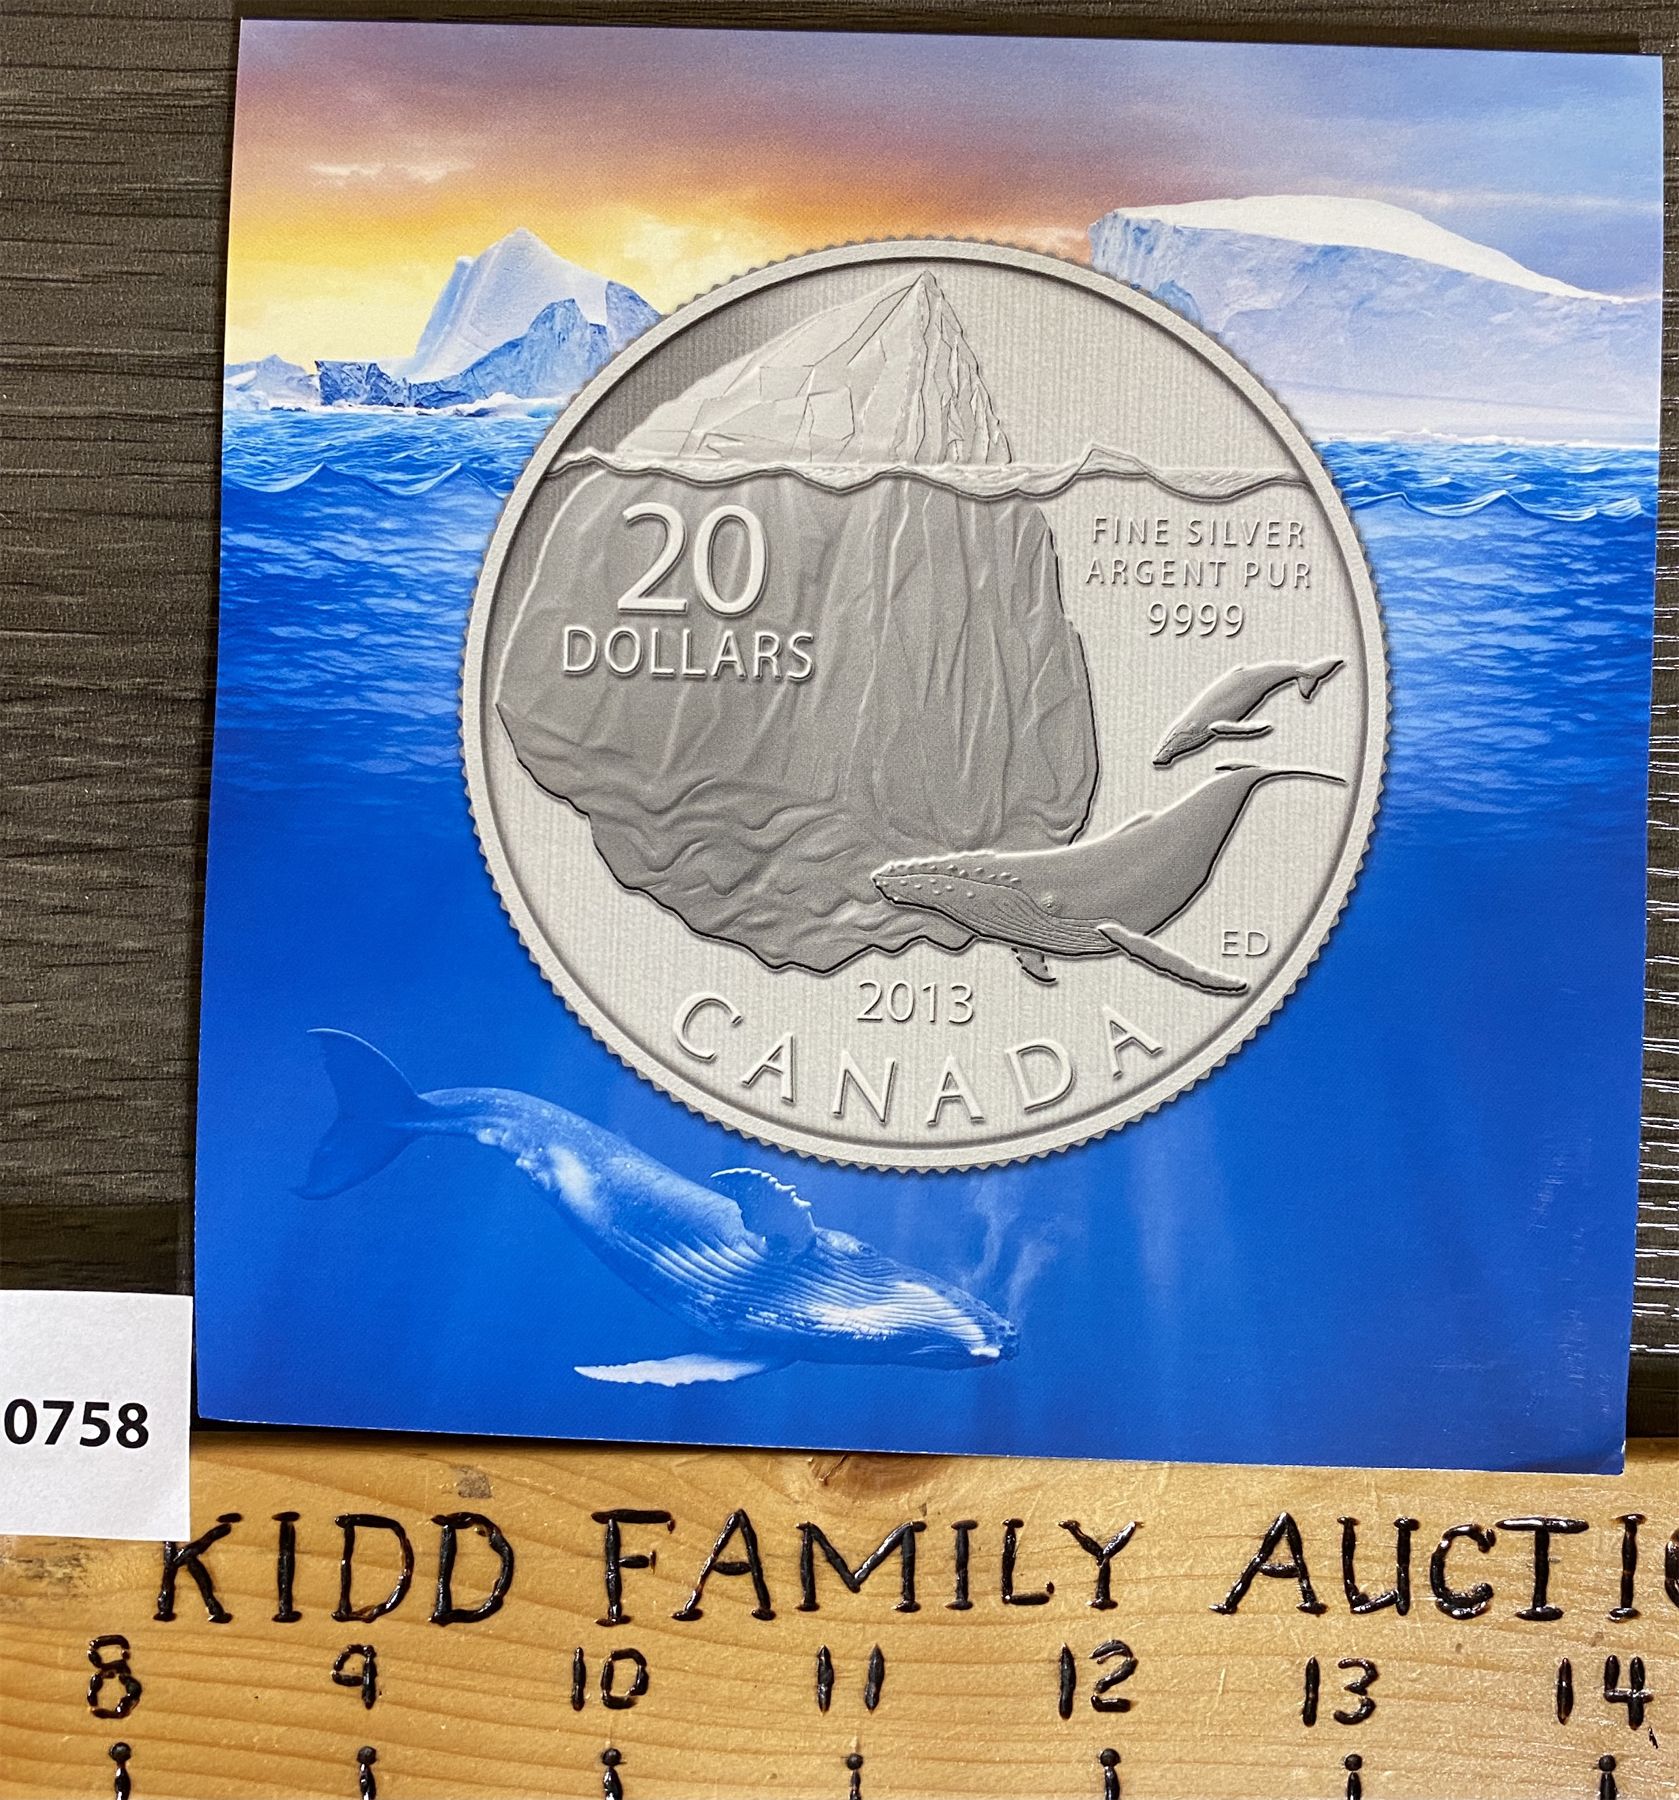 20
DOLLARS
FINE SILVER
ARGENT PUR
9999
ED
2013
CANADA
0758
KIDD FAMILY AUCTI
8 9 10 11 12 13 14